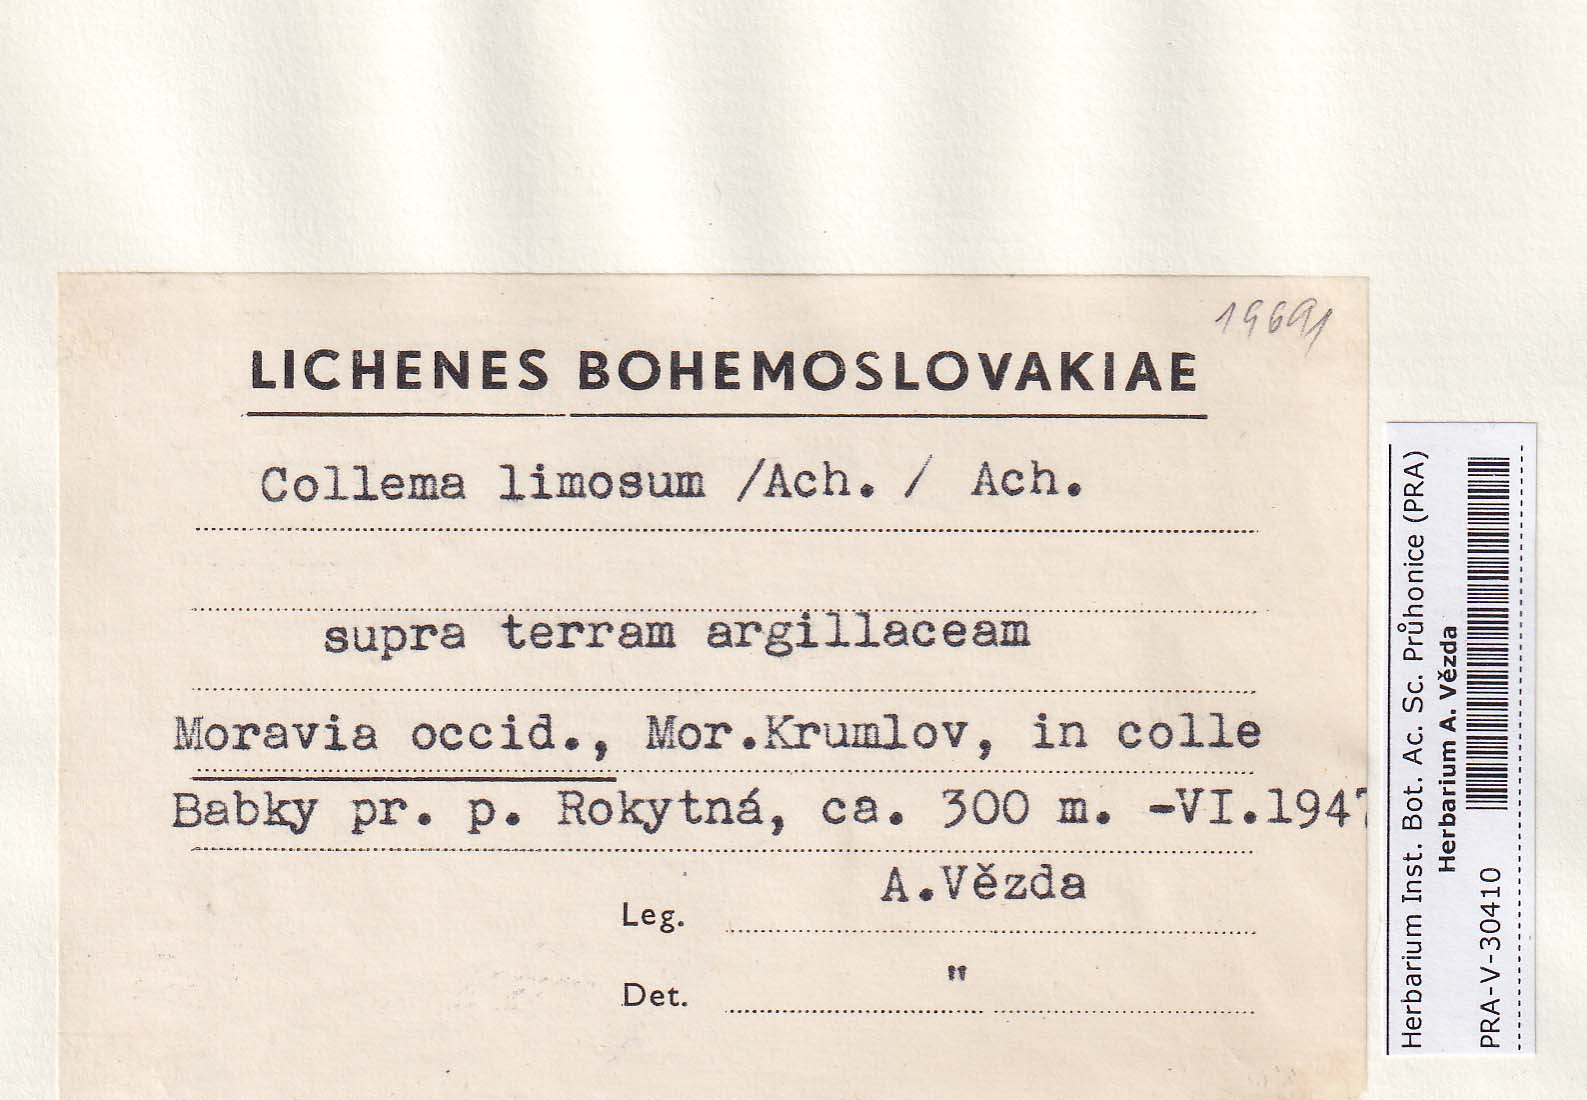 19691
LICHENES BOHEMOSLOVAKIAE
Collema limosum /Ach. / Ach.
supra terram argillaceam
Moravia occid., Mor.Krumlov, in colle
Babky pr. p. Rokytná, ca. 300 m. -VI.1947
A.Vězda
Leg.
"
Det.
Herbarium Inst. Bot. Ac. Sc. Průhonice (PRA)
Herbarium A. Vězda
PRA-V-30410